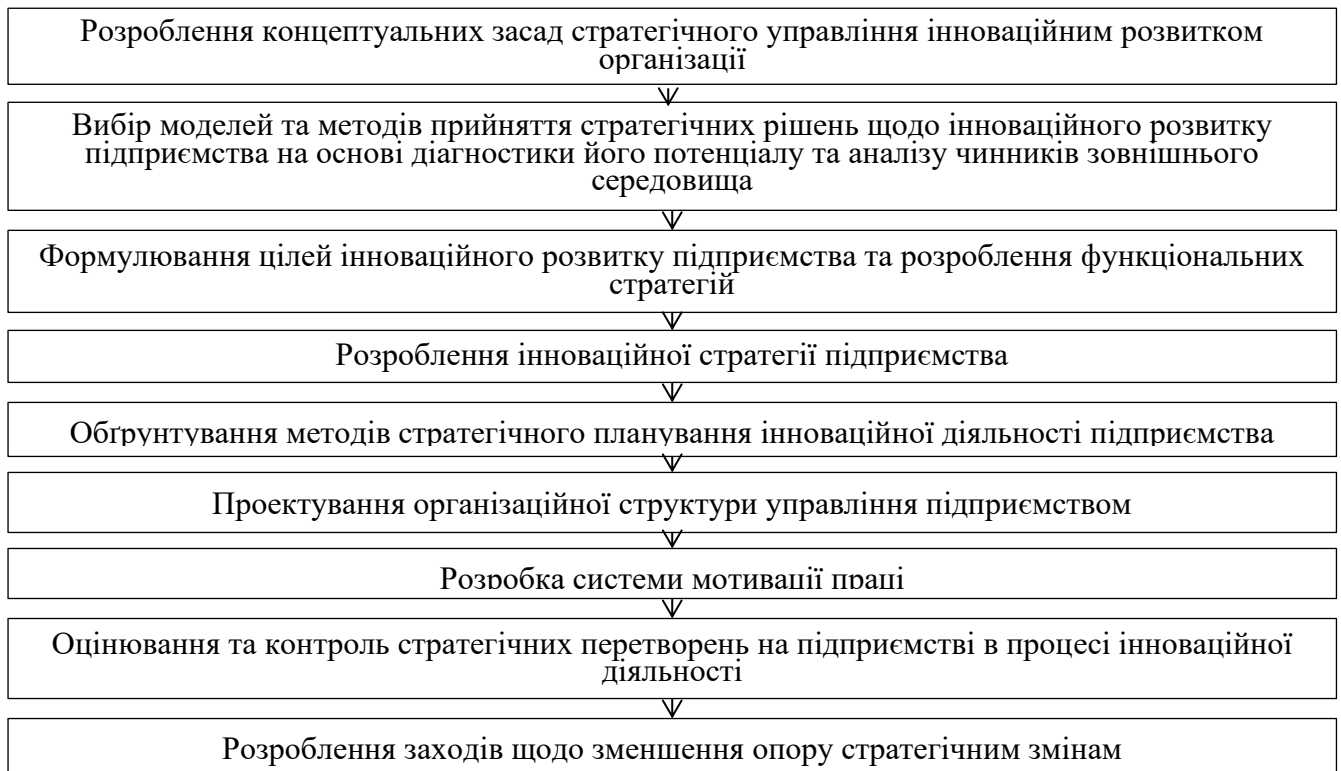 Розроблення концептуальних засад стратегічного управління інноваційним розвитком
організації
Вибір моделей та методів прийняття стратегічних рішень щодо інноваційного розвитку
підприємства на основі діагностики його потенціалу та аналізу чинників зовнішнього
середовища
Формулювання цілей інноваційного розвитку підприємства та розроблення функціональних
стратегій
Розроблення інноваційної стратегії підприємства
Обґрунтування методів стратегічного планування інноваційної діяльності підприємства
Проектування організаційної структури управління підприємством
Розробка системи мотивації праці
Оцінювання та контроль стратегічних перетворень на підприємстві в процесі інноваційної
діяльності
Розроблення заходів щодо зменшення опору стратегічним змінам